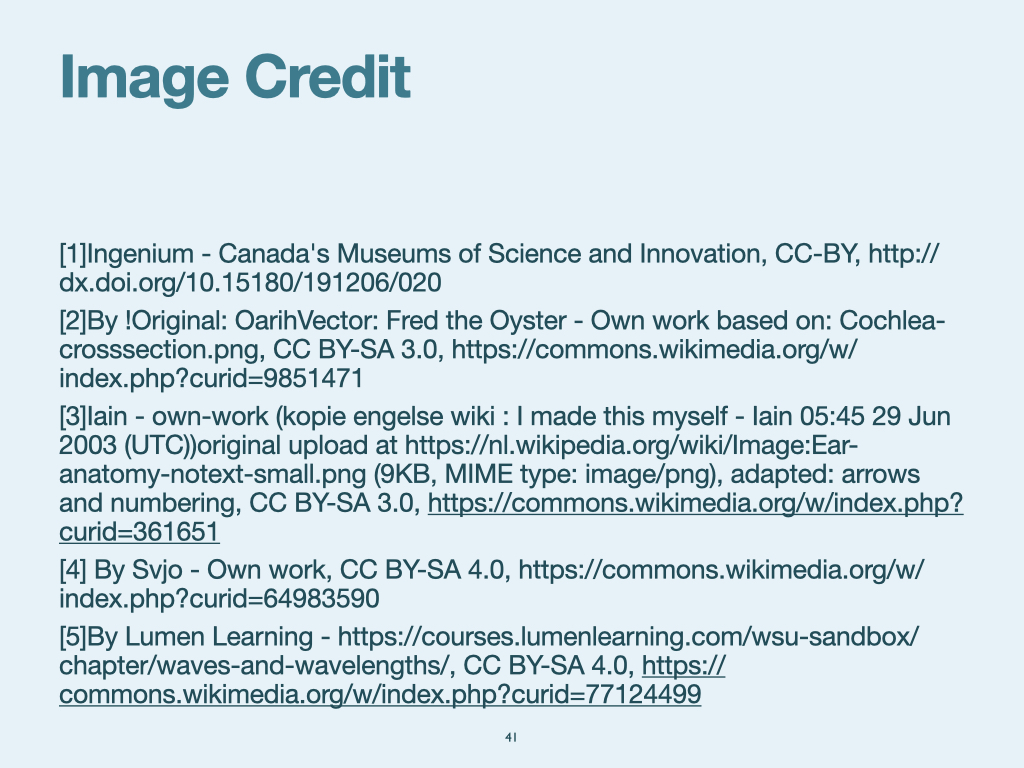 Image Credit
[1]Ingenium - Canada's Museums of Science and Innovation, CC-BY, http://
dx.doi.org/10.15180/191206/020
[2]By !Original: OarihVector: Fred the Oyster - Own work based on: Cochlea-
crosssection.png, CC BY-SA 3.0, https://commons.wikimedia.org/w/
index.php?curid=9851471
[3]Iain - own-work (kopie engelse wiki : I made this myself - Iain 05:45 29 Jun
2003 (UTC))original upload at https://nl.wikipedia.org/wiki/Image:Ear-
anatomy-notext-small.png (9KB, MIME type: image/png), adapted: arrows
and numbering, CC BY-SA 3.0, https://commons.wikimedia.org/w/index.php?
curid=361651
[4] By Svjo - Own work, CC BY-SA 4.0, https://commons.wikimedia.org/w/
index.php?curid=64983590
[5]By Lumen Learning - https://courses.lumenlearning.com/wsu-sandbox/
chapter/waves-and-wavelengths/, CC BY-SA 4.0, https://
commons.wikimedia.org/w/index.php?curid=77124499
41